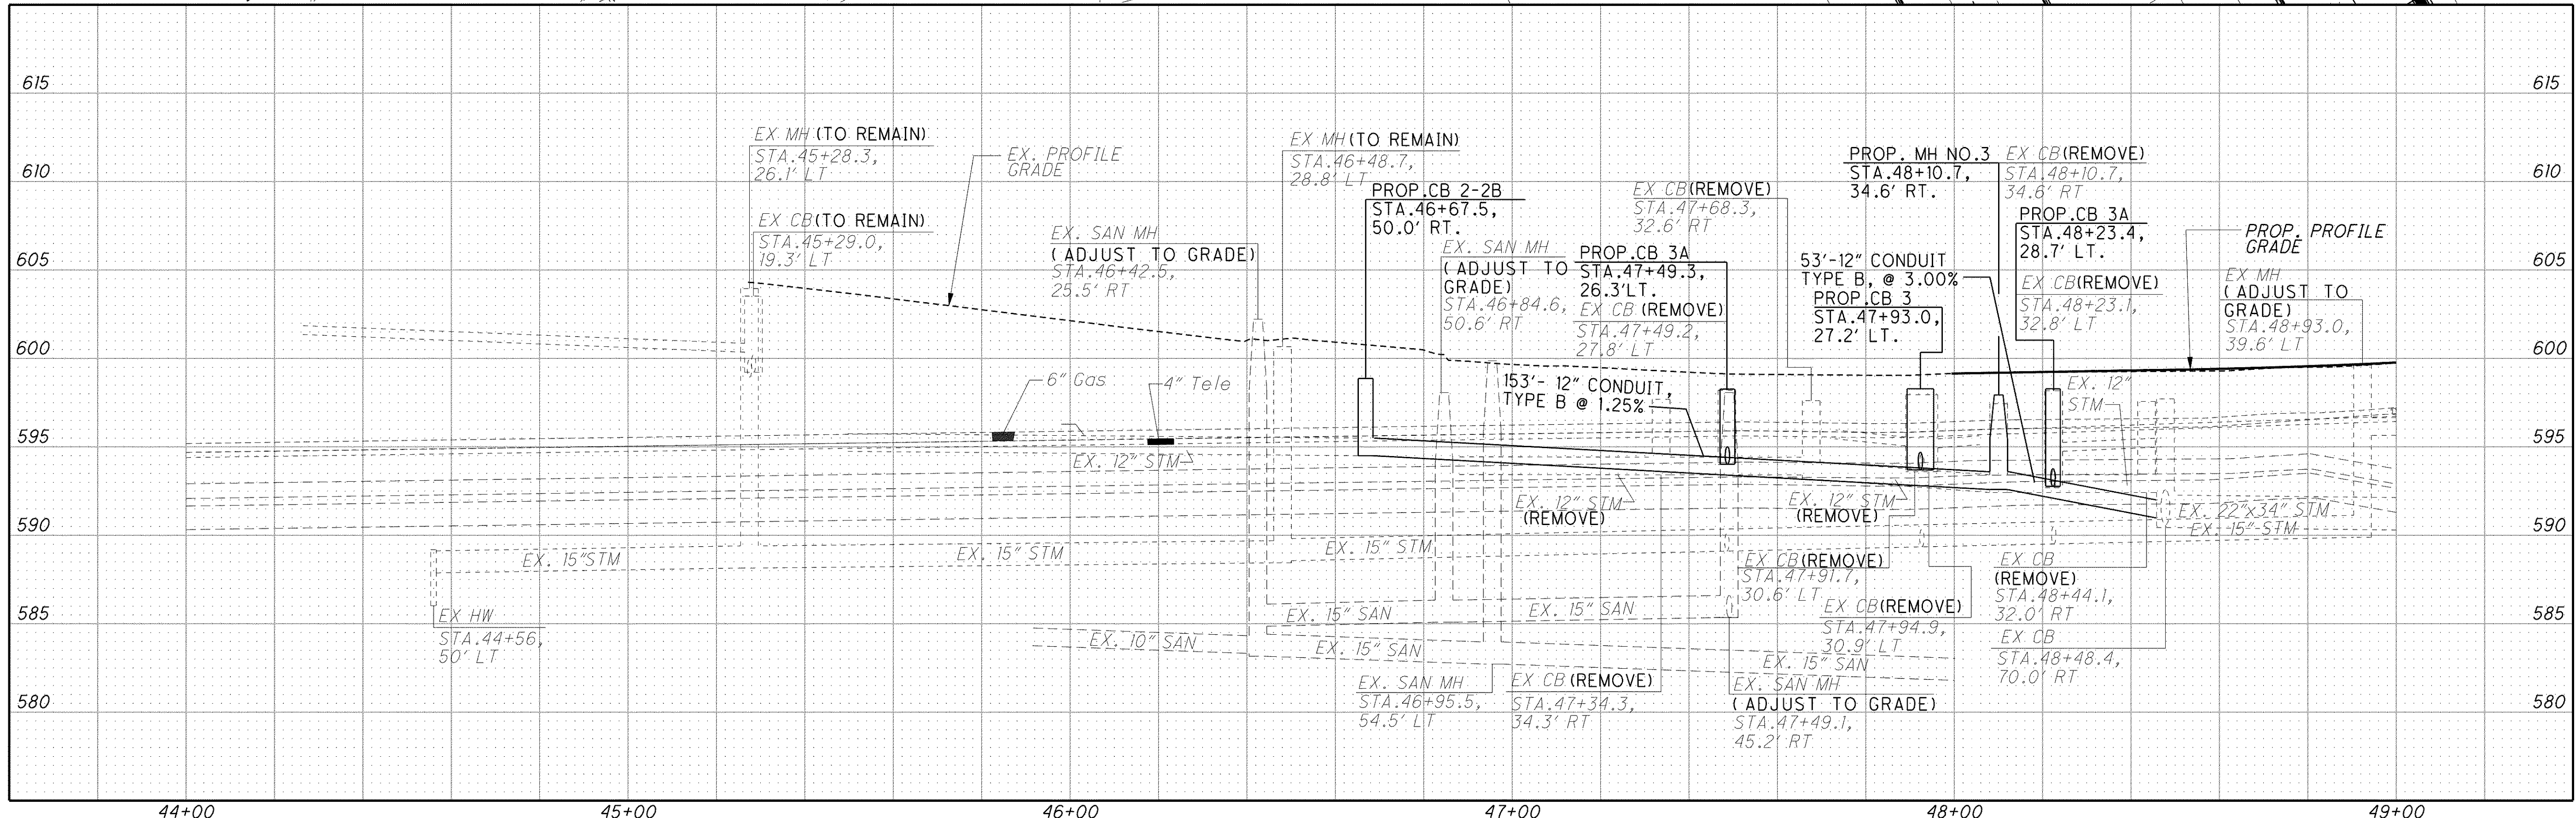 615
615
610
610
605
605
600
600
595
595
590
590
585
585
580
580
EX MH (TO REMAIN)
STA.45+28.3,
26.1' LT
EX CB(TO REMAIN)
STA.45+29.0,
19.3' LT
EX. PROFILE
GRADE
EX. SAN MH
(ADJUST TO GRADE)
STA.46+42.5,
25.5' RT
EX MH(TO REMAIN)
STA.46+48.7,
28.8' LT
PROP.CB 2-2B
STA.46+67.5,
50.0' RT.
EX. SAN MH
(ADJUST TO
GRADE)
STA.46+84.6,
50.6' RT
EX CB(REMOVE)
STA.47+68.3,
32.6' RT
PROP.CB 3A
STA.47+49.3,
26.3'LT.
EX CB (REMOVE)
STA.47+49.2,
27.8' LT
PROP. MH NO.3
STA.48+10.7,
34.6' RT.
EX CB(REMOVE)
STA.48+10.7,
34.6' RT
53'-12" CONDUIT
TYPE B, @ 3.00%
PROP.CB 3
STA.47+93.0,
27.2' LT.
PROP.CB 3A
STA.48+23.4,
28.7' LT.
EX CB(REMOVE)
STA.48+23.1,
32.8' LT
PROP. PROFILE
GRADE
EX MH
(ADJUST TO
GRADE)
STA.48+93.0,
39.6' LT
6" Gas
4" Tele
153'- 12" CONDUIT,
TYPE B @ 1.25%
EX. 12"
STM
EX. 12" STM
EX. 12" STM
(REMOVE)
EX. 12" STM
(REMOVE)
EX. 22"x34" STM
EX. 15" STM
EX. 15"STM
EX. 15" STM
EX. 15" STM
EX HW
STA.44+56,
50' LT
EX. 15" SAN
EX. 15" SAN
EX. 10" SAN
EX. 15" SAN
EX. 15" SAN
EX CB(REMOVE)
STA.47+91.7,
30.6' LT
EX CB(REMOVE)
STA.47+94.9,
30.9' LT
EX CB
(REMOVE)
STA.48+44.1,
32.0' RT
EX CB
STA.48+48.4,
70.0' RT
EX. SAN MH
STA.46+95.5,
54.5' LT
EX CB(REMOVE)
STA.47+34.3,
34.3' RT
EX. SAN MH
(ADJUST TO GRADE)
STA.47+49.1,
45.2' RT
44+00
45+00
46+00
47+00
48+00
49+00